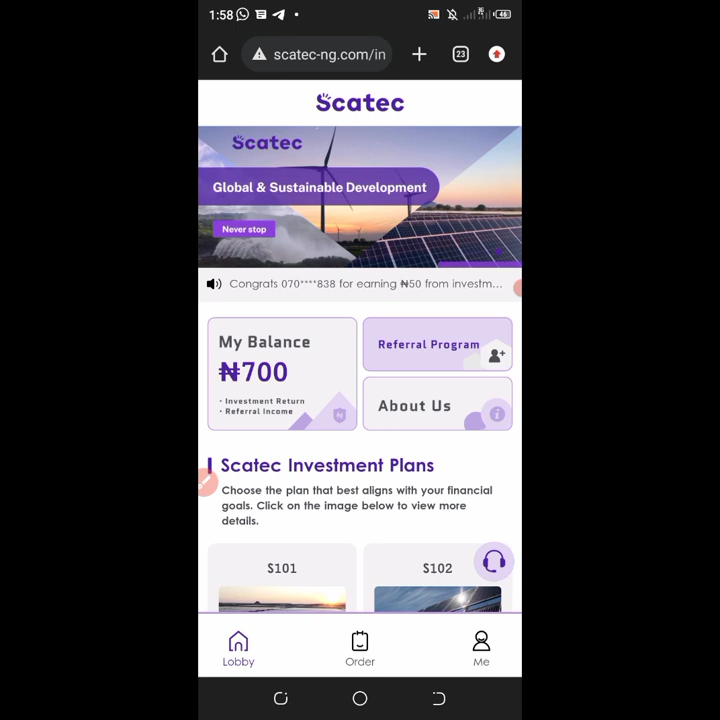 1:58
46
scatec-ng.com/in
23
Scatec
Scatec
Global & Sustainable Development
Never stop
Congrats 070****838 for earning ₦50 from investm...
My Balance
₦700
• Investment Return
• Referral Income
Referral Program
About Us
Scatec Investment Plans
Choose the plan that best aligns with your financial
goals. Click on the image below to view more
details.
S101
S102
Lobby
Order
Me